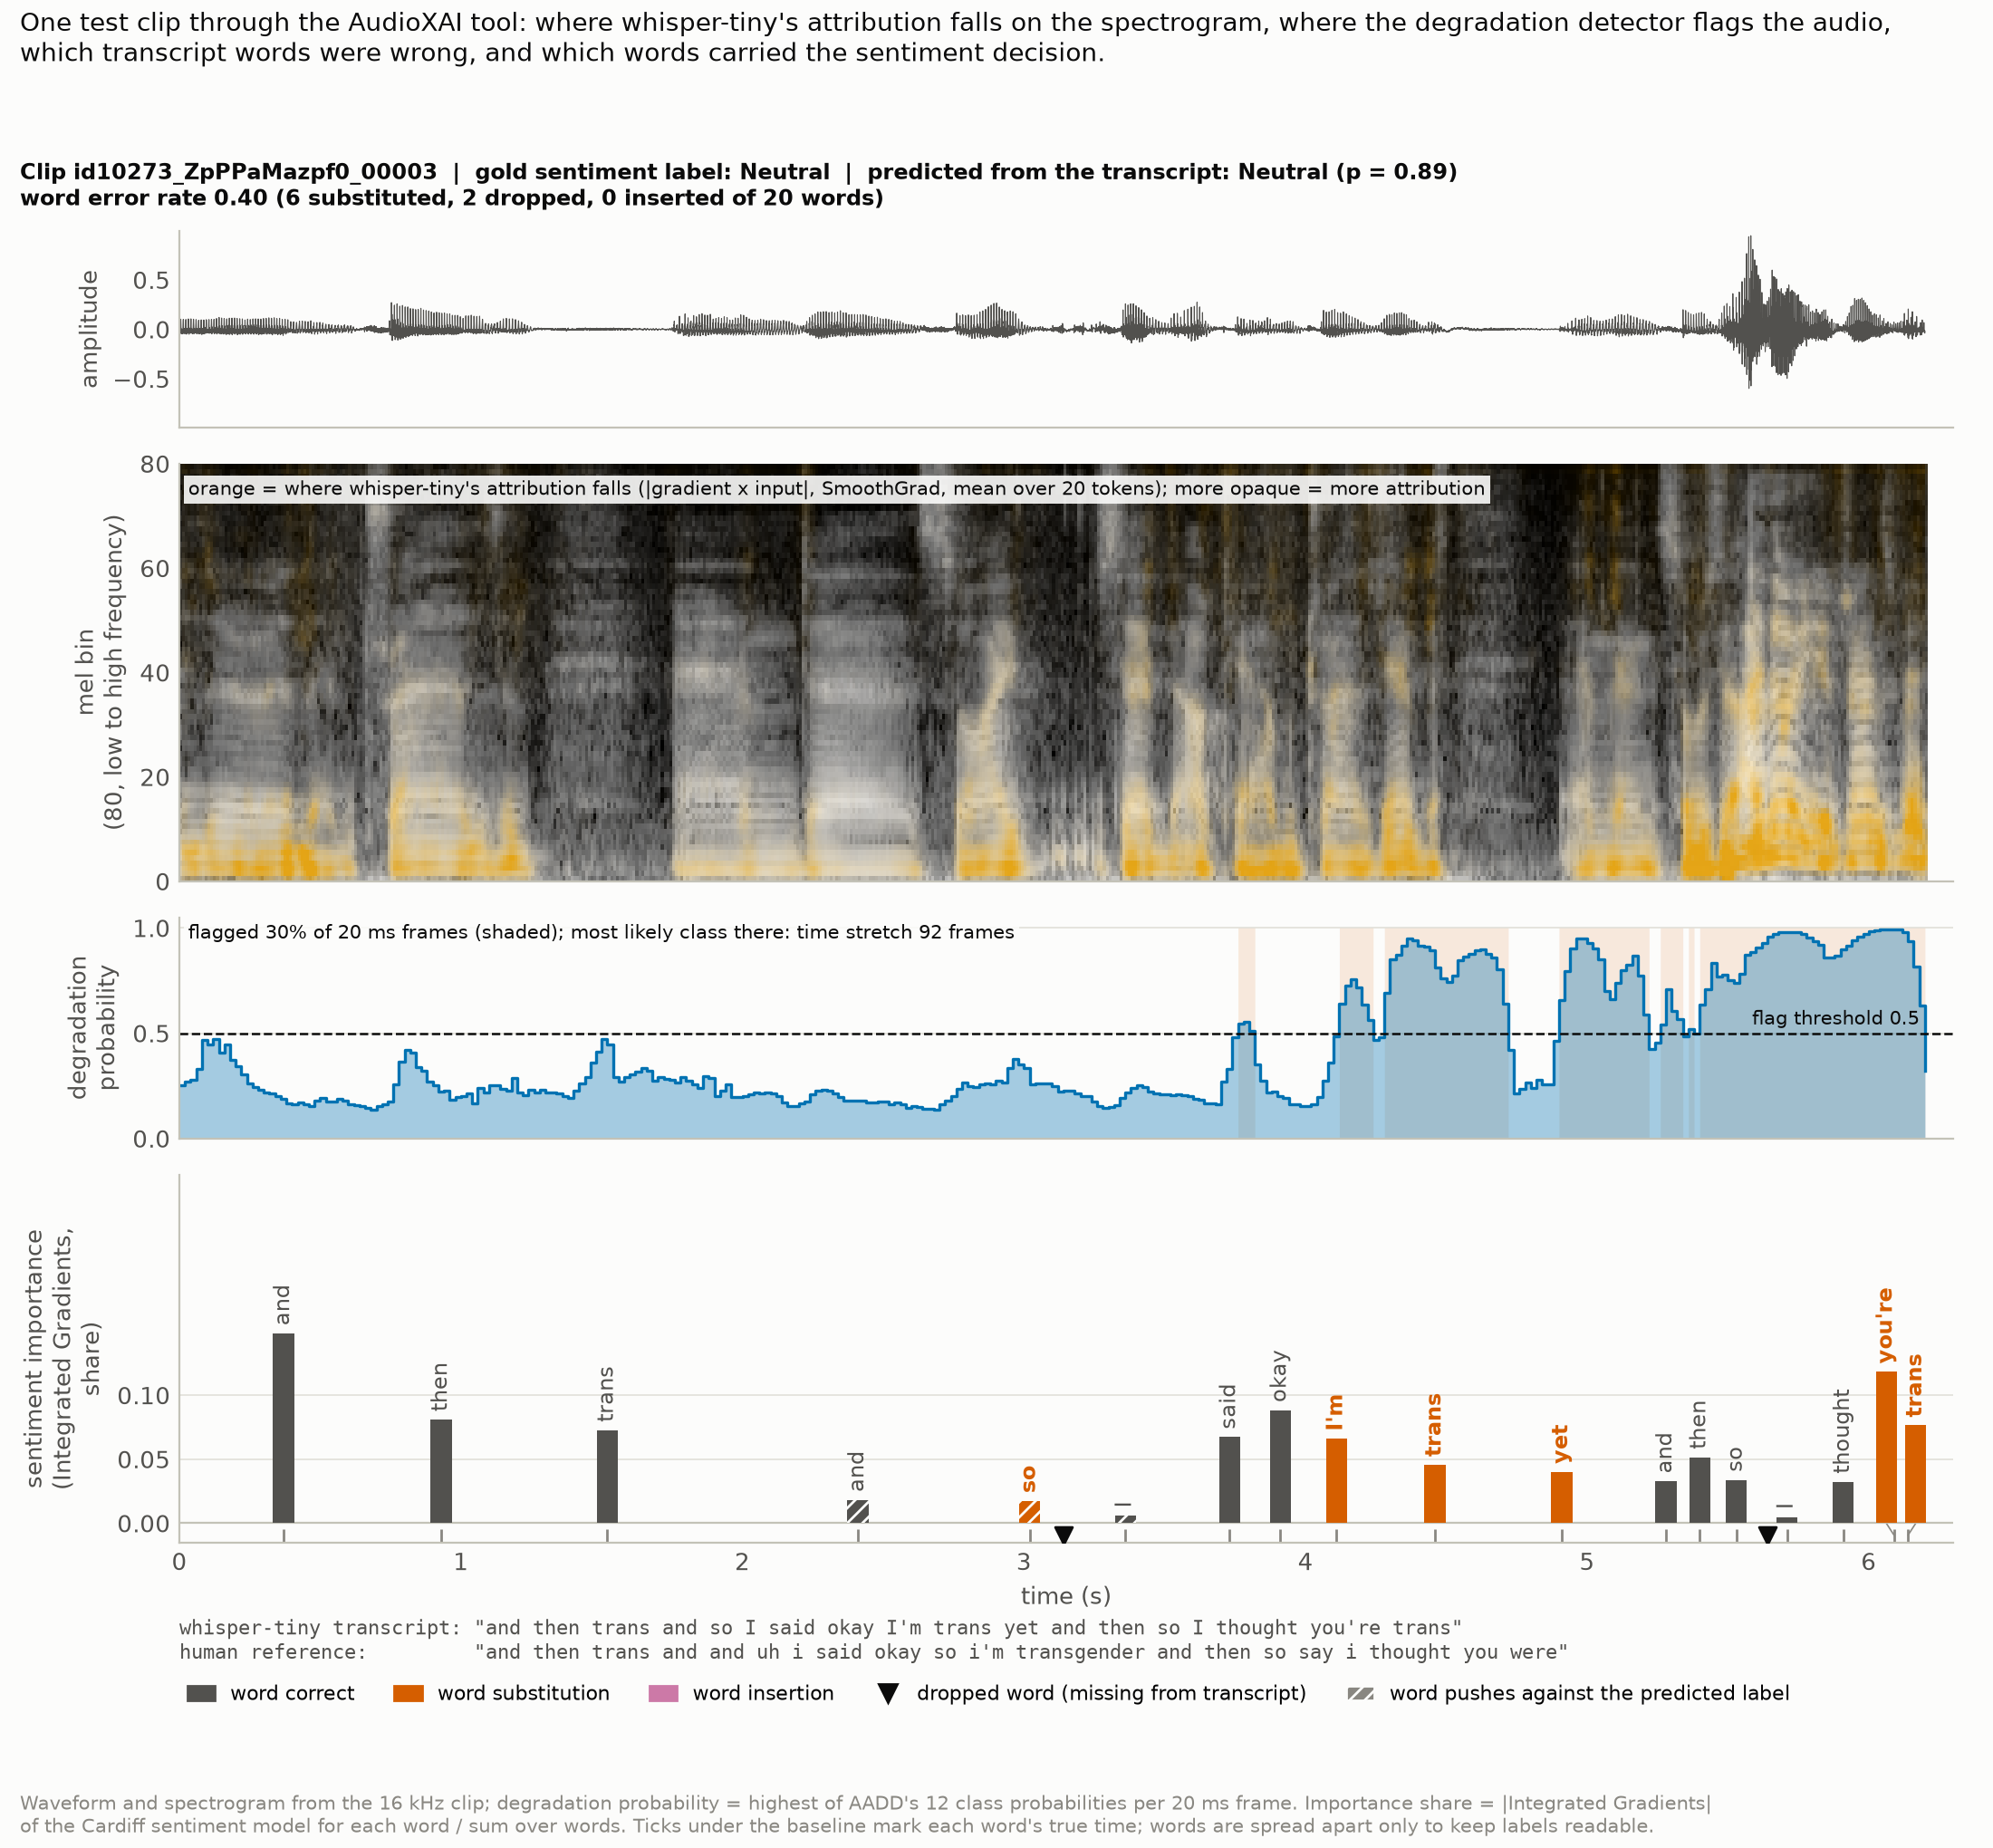 One test clip through the AudioXAI tool: where whisper-tiny's attribution falls on the spectrogram, where the degradation detector flags the audio,
which transcript words were wrong, and which words carried the sentiment decision.
Clip id10273_ZpPPaMazpf0_00003 | gold sentiment label: Neutral | predicted from the transcript: Neutral (p = 0.89)
word error rate 0.40 (6 substituted, 2 dropped, 0 inserted of 20 words)
amplitude
0.5
0.0
−0.5
mel bin
(80, low to high frequency)
80
60
40
20
0
orange = where whisper-tiny's attribution falls (|gradient x input|, SmoothGrad, mean over 20 tokens); more opaque = more attribution
degradation
probability
1.0
0.5
0.0
flagged 30% of 20 ms frames (shaded); most likely class there: time stretch 92 frames
flag threshold 0.5
sentiment importance
(Integrated Gradients,
share)
0.10
0.05
0.00
and
then
trans
and
so
I
said
okay
I'm
trans
yet
and
then
so
I
thought
you're
trans
0 1 2 3 4 5 6
time (s)
whisper-tiny transcript: "and then trans and so I said okay I'm trans yet and then so I thought you're trans"
human reference: "and then trans and and uh i said okay so i'm transgender and then so say i thought you were"
word correct
word substitution
word insertion
dropped word (missing from transcript)
word pushes against the predicted label
Waveform and spectrogram from the 16 kHz clip; degradation probability = highest of AADD's 12 class probabilities per 20 ms frame. Importance share = |Integrated Gradients|
of the Cardiff sentiment model for each word / sum over words. Ticks under the baseline mark each word's true time; words are spread apart only to keep labels readable.